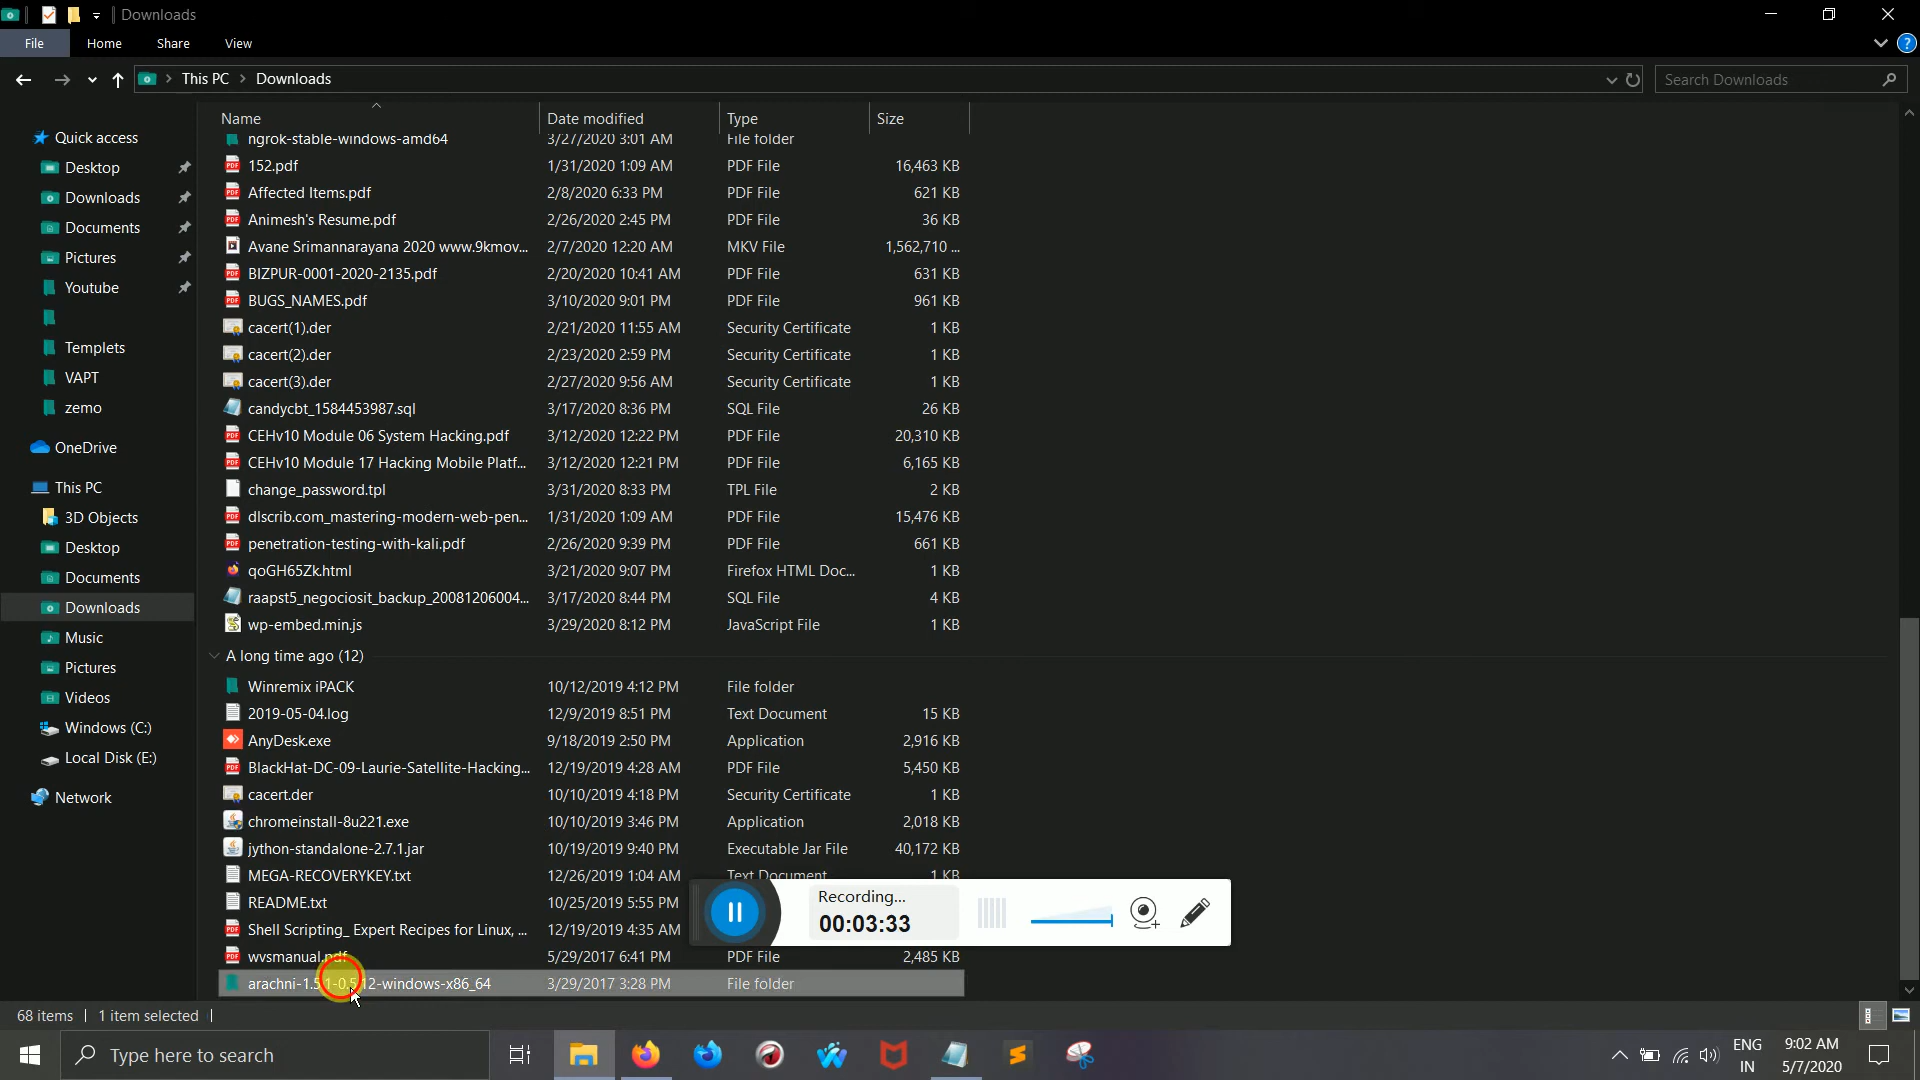 Downloads
File Home Share View
This PC Downloads
Search Downloads
Name Date modified Type Size
Quick access
Desktop
Downloads
Documents
Pictures
Youtube
Templets
VAPT
zemo
OneDrive
This PC
3D Objects
Desktop
Documents
Downloads
Music
Pictures
Videos
Windows (C:)
Local Disk (E:)
Network
ngrok-stable-windows-amd64 3/27/2020 3:01 AM File folder
152.pdf 1/31/2020 1:09 AM PDF File 16,463 KB
Affected Items.pdf 2/8/2020 6:33 PM PDF File 621 KB
Animesh's Resume.pdf 2/26/2020 2:45 PM PDF File 36 KB
Avane Srimannarayana 2020 www.9kmov... 2/7/2020 12:20 AM MKV File 1,562,710 ...
BIZPUR-0001-2020-2135.pdf 2/20/2020 10:41 AM PDF File 631 KB
BUGS_NAMES.pdf 3/10/2020 9:01 PM PDF File 961 KB
cacert(1).der 2/21/2020 11:55 AM Security Certificate 1 KB
cacert(2).der 2/23/2020 2:59 PM Security Certificate 1 KB
cacert(3).der 2/27/2020 9:56 AM Security Certificate 1 KB
candycbt_1584453987.sql 3/17/2020 8:36 PM SQL File 26 KB
CEHv10 Module 06 System Hacking.pdf 3/12/2020 12:22 PM PDF File 20,310 KB
CEHv10 Module 17 Hacking Mobile Platf... 3/12/2020 12:21 PM PDF File 6,165 KB
change_password.tpl 3/31/2020 8:33 PM TPL File 2 KB
dlscrib.com_mastering-modern-web-pen... 1/31/2020 1:09 AM PDF File 15,476 KB
penetration-testing-with-kali.pdf 2/26/2020 9:39 PM PDF File 661 KB
qoGH65Zk.html 3/21/2020 9:07 PM Firefox HTML Doc... 1 KB
raapst5_negociosit_backup_20081206004... 3/17/2020 8:44 PM SQL File 4 KB
wp-embed.min.js 3/29/2020 8:12 PM JavaScript File 1 KB
A long time ago (12)
Winremix iPACK 10/12/2019 4:12 PM File folder
2019-05-04.log 12/9/2019 8:51 PM Text Document 15 KB
AnyDesk.exe 9/18/2019 2:50 PM Application 2,916 KB
BlackHat-DC-09-Laurie-Satellite-Hacking... 12/19/2019 4:28 AM PDF File 5,450 KB
cacert.der 10/10/2019 4:18 PM Security Certificate 1 KB
chromeinstall-8u221.exe 10/10/2019 3:46 PM Application 2,018 KB
jython-standalone-2.7.1.jar 10/19/2019 9:40 PM Executable Jar File 40,172 KB
MEGA-RECOVERYKEY.txt 12/26/2019 1:04 AM Text Document 1 KB
README.txt 10/25/2019 5:55 PM
Shell Scripting_ Expert Recipes for Linux, ... 12/19/2019 4:35 AM
wvsmanual.pdf 5/29/2017 6:41 PM PDF File 2,485 KB
arachni-1.5.1-0.5.12-windows-x86_64 3/29/2017 3:28 PM File folder
Recording...
00:03:33
68 items 1 item selected
Type here to search
ENG
IN
9:02 AM
5/7/2020